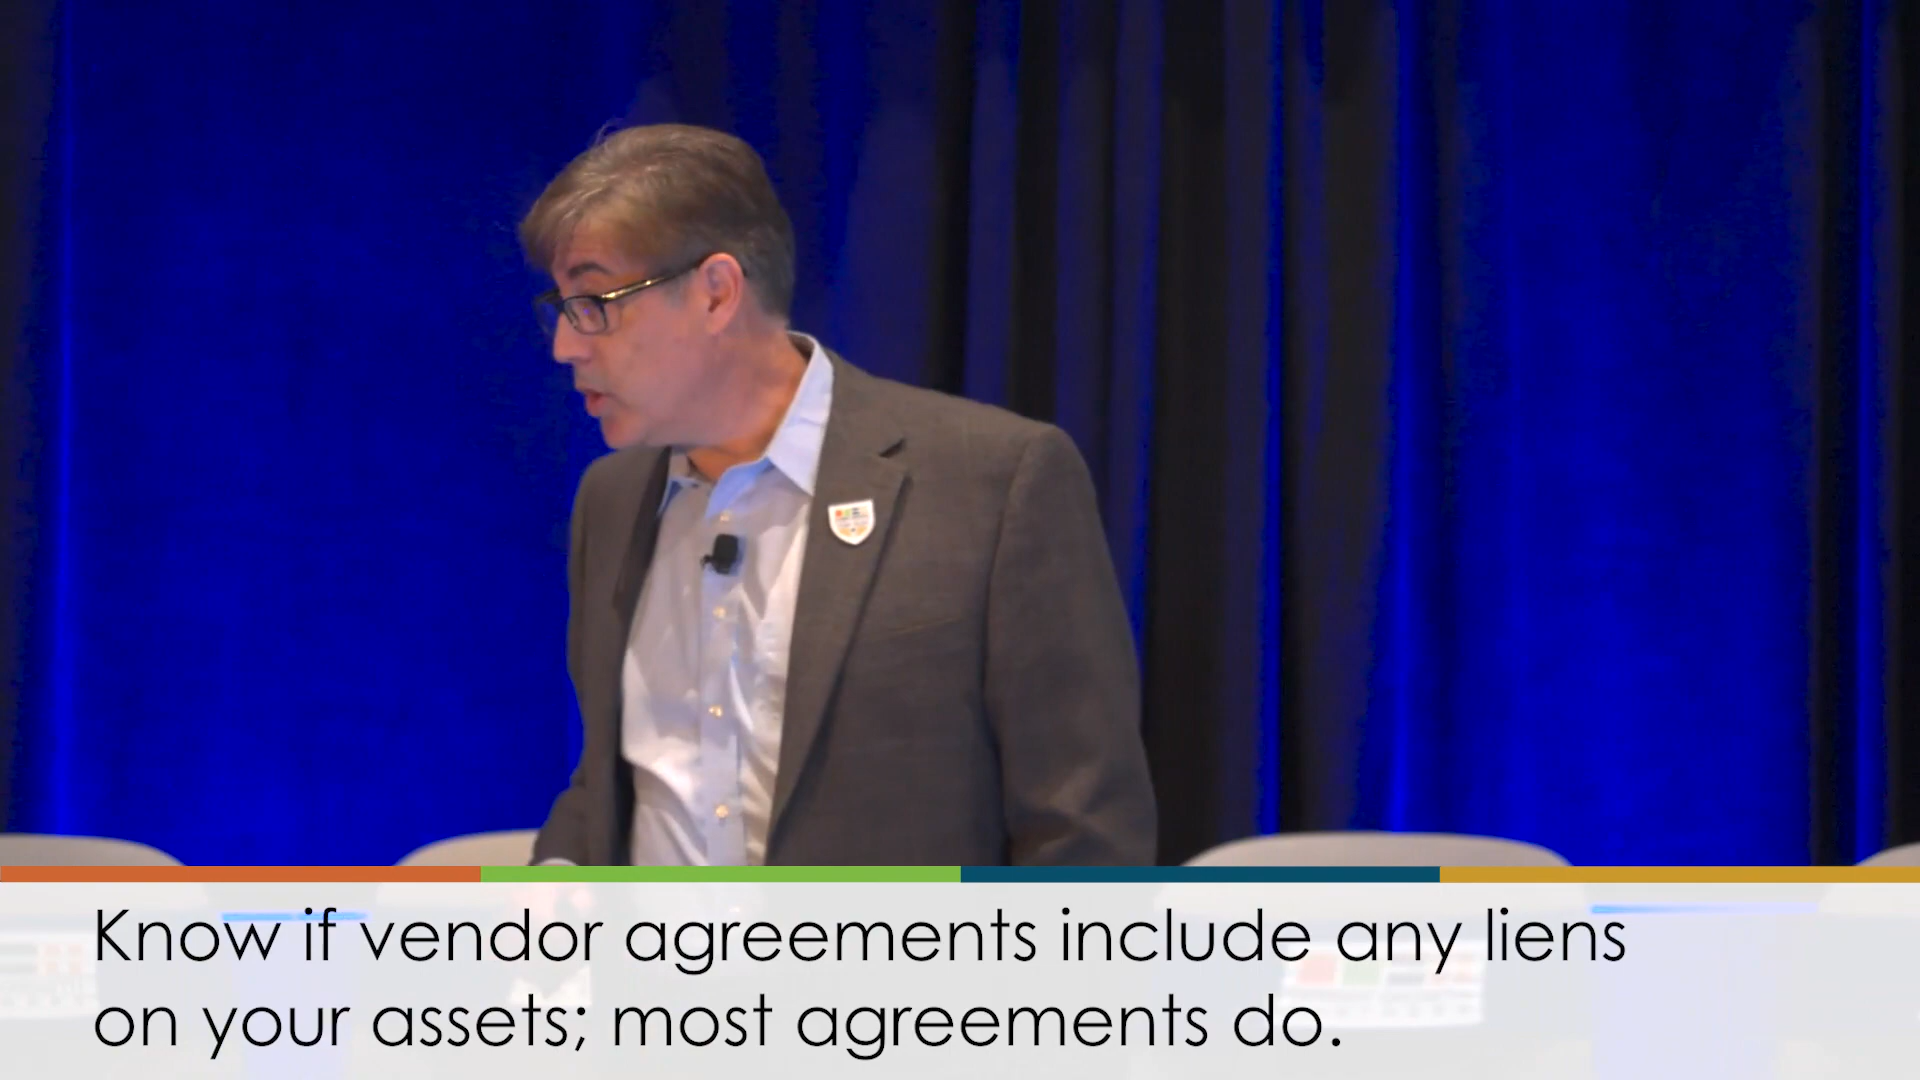 Know if vendor agreements include any liens
on your assets; most agreements do.